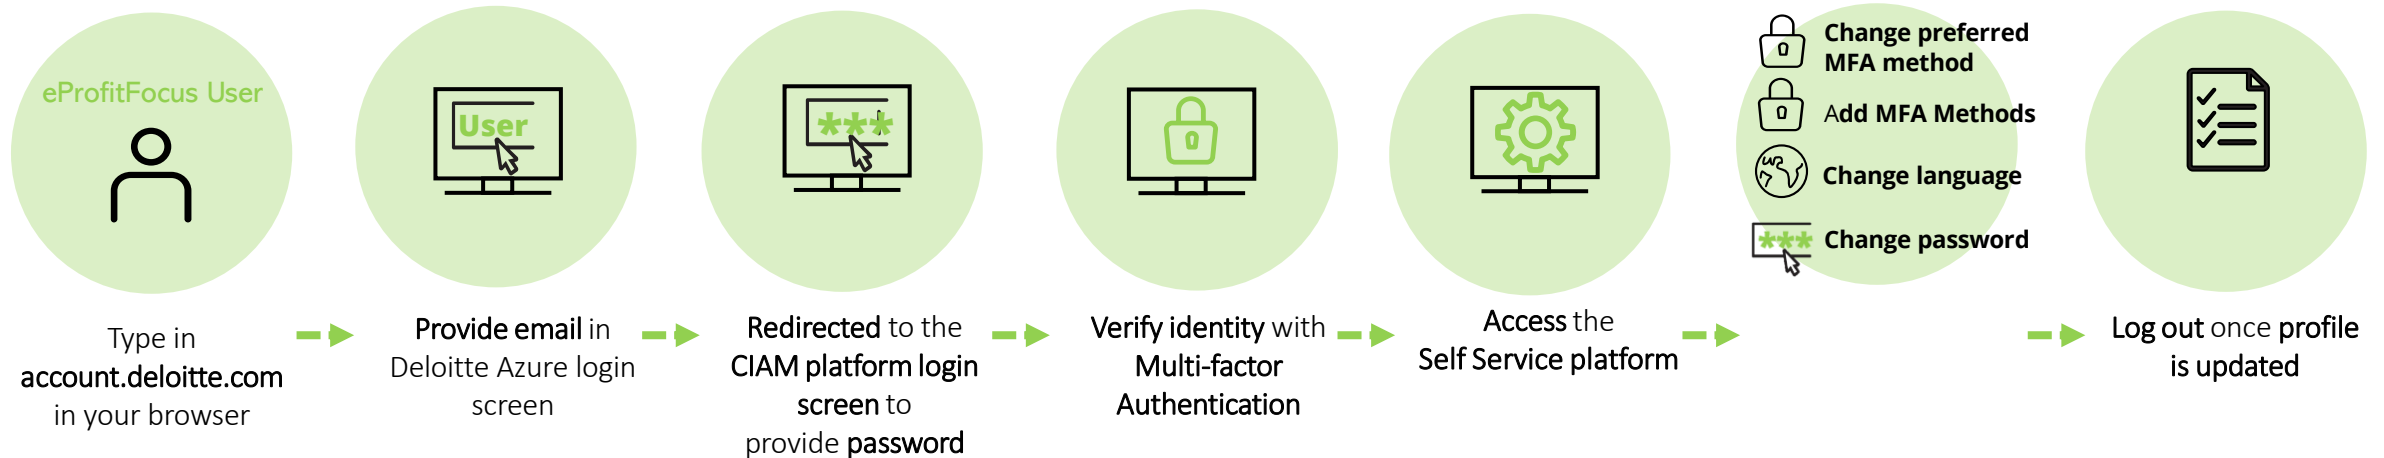 eProfitFocus User
Type in
account.deloitte.com
in your browser
User
Provide email in
Deloitte Azure login
screen
***
Redirected to the
CIAM platform login
screen to
provide password
Verify identity with
Multi-factor
Authentication
Access the
Self Service platform
Change preferred
MFA method
Add MFA Methods
Change language
*** Change password
Log out once profile
is updated